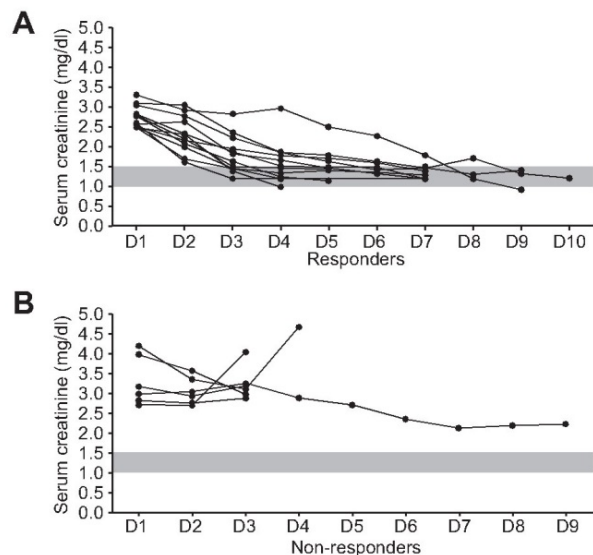 A
Serum creatinine (mg/dl)
5.0
4.5
4.0
3.5
3.0
2.5
2.0
1.5
1.0
0.5
0.0
D1 D2 D3 D4 D5 D6 D7 D8 D9 D10
Responders
B
Serum creatinine (mg/dl)
5.0
4.5
4.0
3.5
3.0
2.5
2.0
1.5
1.0
0.5
0.0
D1 D2 D3 D4 D5 D6 D7 D8 D9
Non-responders